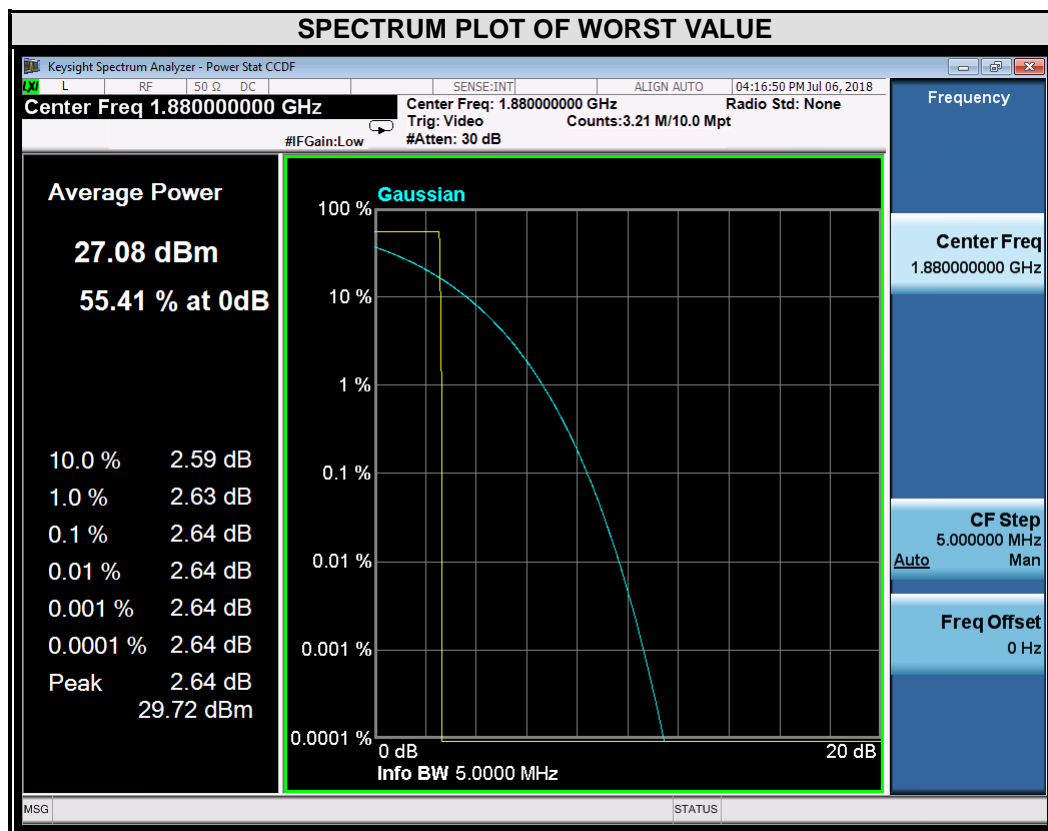 SPECTRUM PLOT OF WORST VALUE
Keysight Spectrum Analyzer - Power Stat CCDF
LXI L RF 50 Ω DC SENSE:INT ALIGN AUTO 04:16:50 PM Jul 06, 2018
Center Freq 1.880000000 GHz
Center Freq: 1.880000000 GHz Radio Std: None
Trig: Video Counts:3.21 M/10.0 Mpt
#IFGain:Low #Atten: 30 dB
Frequency
Average Power
27.08 dBm
55.41 % at 0dB
10.0 % 2.59 dB
1.0 % 2.63 dB
0.1 % 2.64 dB
0.01 % 2.64 dB
0.001 % 2.64 dB
0.0001 % 2.64 dB
Peak 2.64 dB
29.72 dBm
Gaussian
100 %
10 %
1 %
0.1 %
0.01 %
0.001 %
0.0001 %
0 dB 20 dB
Info BW 5.0000 MHz
Center Freq
1.880000000 GHz
CF Step
5.000000 MHz
Auto Man
Freq Offset
0 Hz
MSG STATUS